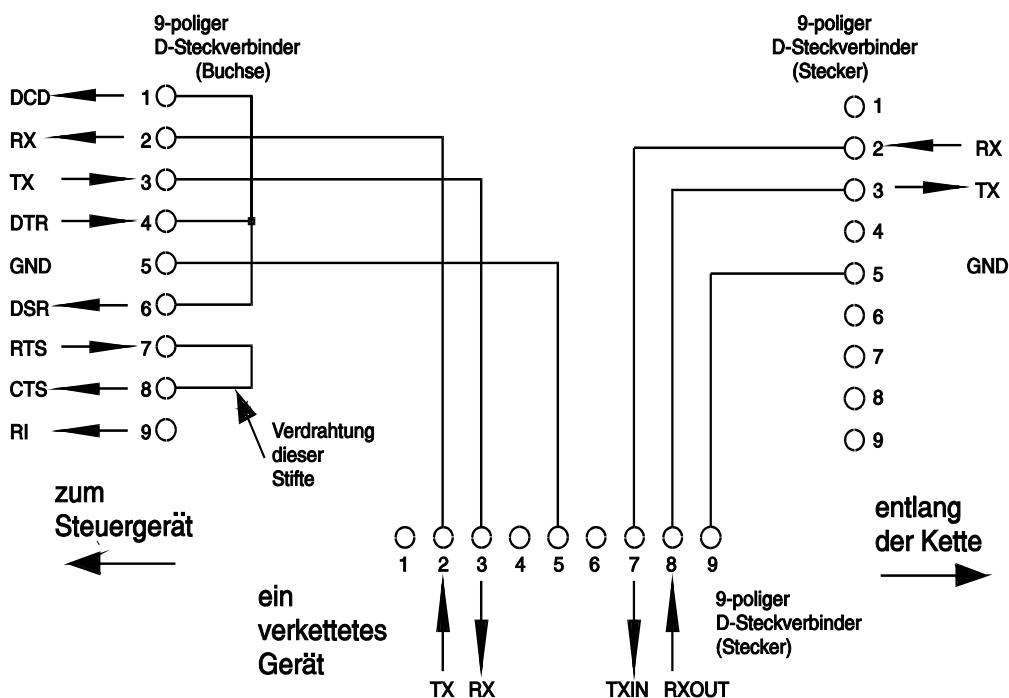 9-poliger
D-Steckverbinder
(Buchse)
DCD 1
RX 2
TX 3
DTR 4
GND 5
DSR 6
RTS 7
CTS 8
RI 9
Verdrahtung
dieser
Stifte
zum
Steuergerät
9-poliger
D-Steckverbinder
(Stecker)
1
2 RX
3 TX
4
5 GND
6
7
8
9
entlang
der Kette
1 2 3 4 5 6 7 8 9
ein
verkettetes
Gerät
9-poliger
D-Steckverbinder
(Stecker)
TX RX TXIN RXOUT